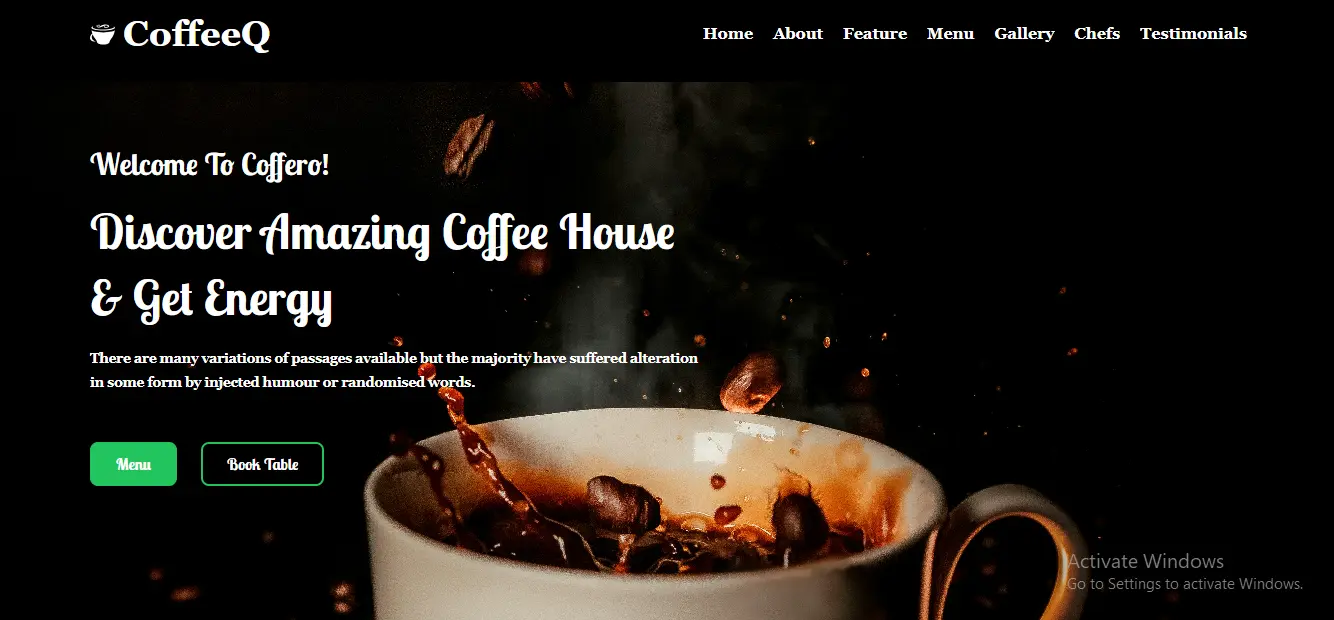 CoffeeQ
Home About Feature Menu Gallery Chefs Testimonials
Welcome To Coffero!
Discover Amazing Coffee House
& Get Energy
There are many variations of passages available but the majority have suffered alteration
in some form by injected humour or randomised words.
Menu Book Table
Activate Windows
Go to Settings to activate Windows.